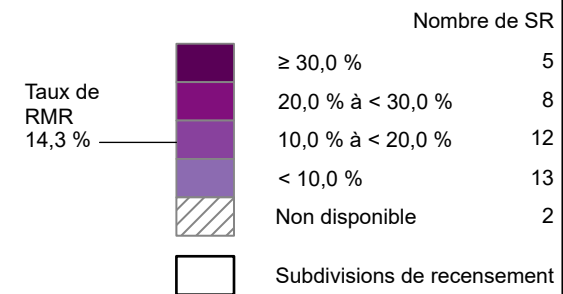 Nombre de SR
≥ 30,0 % 5
20,0 % à < 30,0 % 8
Taux de
RMR
14,3 %
10,0 % à < 20,0 % 12
< 10,0 % 13
Non disponible 2
Subdivisions de recensement